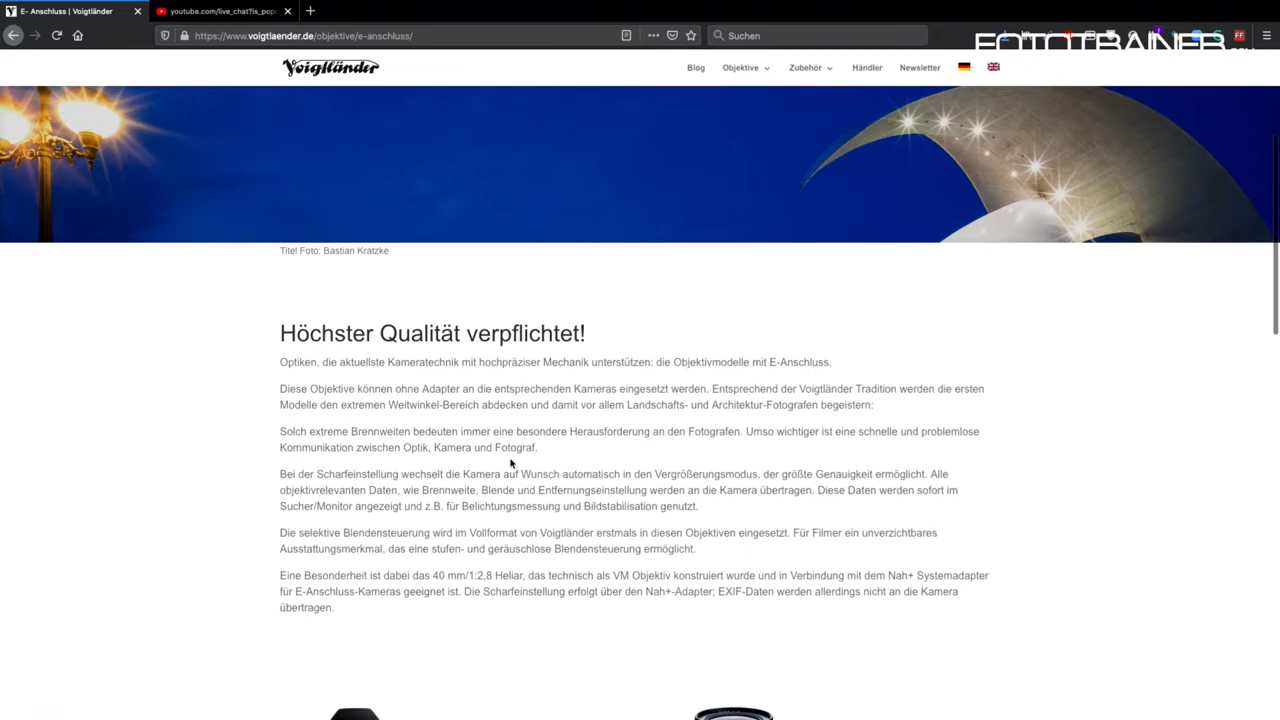 E- Anschluss | Voigtländer
youtube.com/live_chat?is_popo
https://www.voigtlaender.de/objektive/e-anschluss/
Suchen
FOTOTRAINER
Voigtländer
Blog Objektive Zubehör Händler Newsletter
Titel Foto: Bastian Kratzke
Höchster Qualität verpflichtet!
Optiken, die aktuellste Kameratechnik mit hochpräziser Mechanik unterstützen: die Objektivmodelle mit E-Anschluss.
Diese Objektive können ohne Adapter an die entsprechenden Kameras eingesetzt werden. Entsprechend der Voigtländer Tradition werden die ersten
Modelle den extremen Weitwinkel-Bereich abdecken und damit vor allem Landschafts- und Architektur-Fotografen begeistern:
Solch extreme Brennweiten bedeuten immer eine besondere Herausforderung an den Fotografen. Umso wichtiger ist eine schnelle und problemlose
Kommunikation zwischen Optik, Kamera und Fotograf.
Bei der Scharfeinstellung wechselt die Kamera auf Wunsch automatisch in den Vergrößerungsmodus, der größte Genauigkeit ermöglicht. Alle
objektivrelevanten Daten, wie Brennweite, Blende und Entfernungseinstellung werden an die Kamera übertragen. Diese Daten werden sofort im
Sucher/Monitor angezeigt und z.B. für Belichtungsmessung und Bildstabilisation genutzt.
Die selektive Blendensteuerung wird im Vollformat von Voigtländer erstmals in diesen Objektiven eingesetzt. Für Filmer ein unverzichtbares
Ausstattungsmerkmal, das eine stufen- und geräuschlose Blendensteuerung ermöglicht.
Eine Besonderheit ist dabei das 40 mm/1:2,8 Heliar, das technisch als VM Objektiv konstruiert wurde und in Verbindung mit dem Nah+ Systemadapter
für E-Anschluss-Kameras geeignet ist. Die Scharfeinstellung erfolgt über den Nah+-Adapter; EXIF-Daten werden allerdings nicht an die Kamera
übertragen.